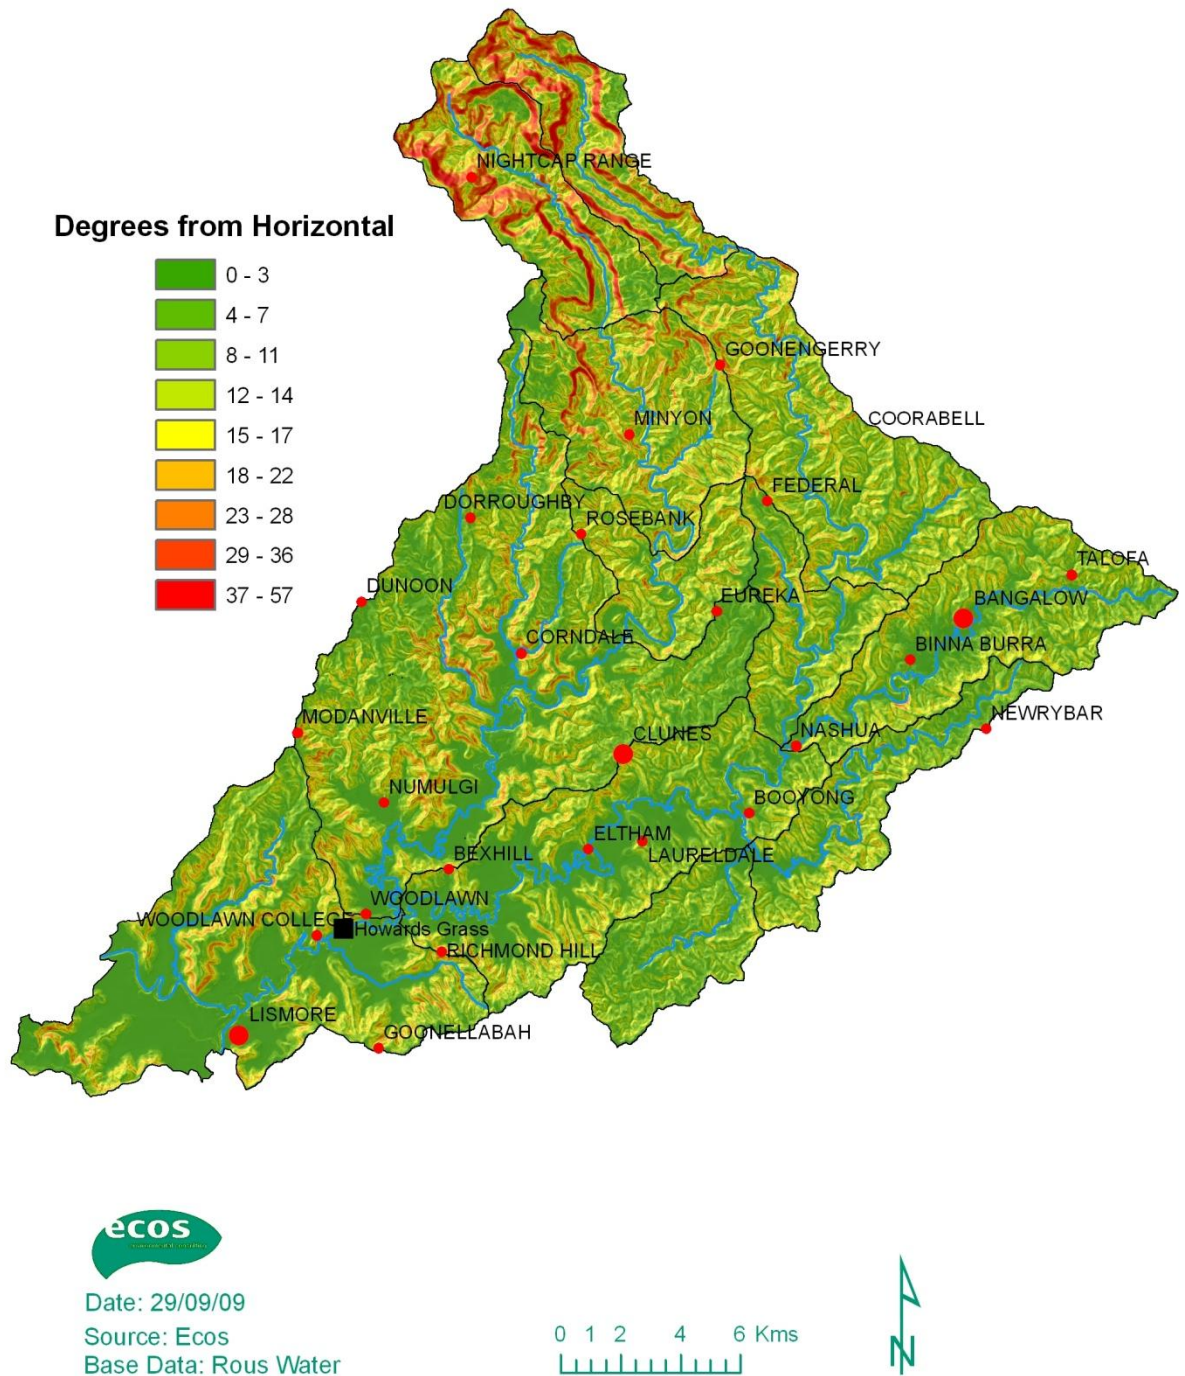 NIGHTCAP RANGE
Degrees from Horizontal
0 - 3
4 - 7
8 - 11
12 - 14
15 - 17
18 - 22
23 - 28
29 - 36
37 - 57
GOONENGERRY
COORABELL
MINYON
FEDERAL
DORROUGHBY
ROSEBANK
TALOFA
DUNOON
EUREKA
BANGALOW
CORNDALE
BINNA BURRA
MODANVILLE
NEWRYBAR
CLUNES
NASHUA
NUMULGI
BOOYONG
ELTHAM
BEXHILL
LAURELDALE
WOODLAWN
WOODLAWN COLLEGE
Howards Grass
RICHMOND HILL
LISMORE
GOONELLABAH
ecos
Date: 29/09/09
Source: Ecos
Base Data: Rous Water
0 1 2 4 6 Kms
N